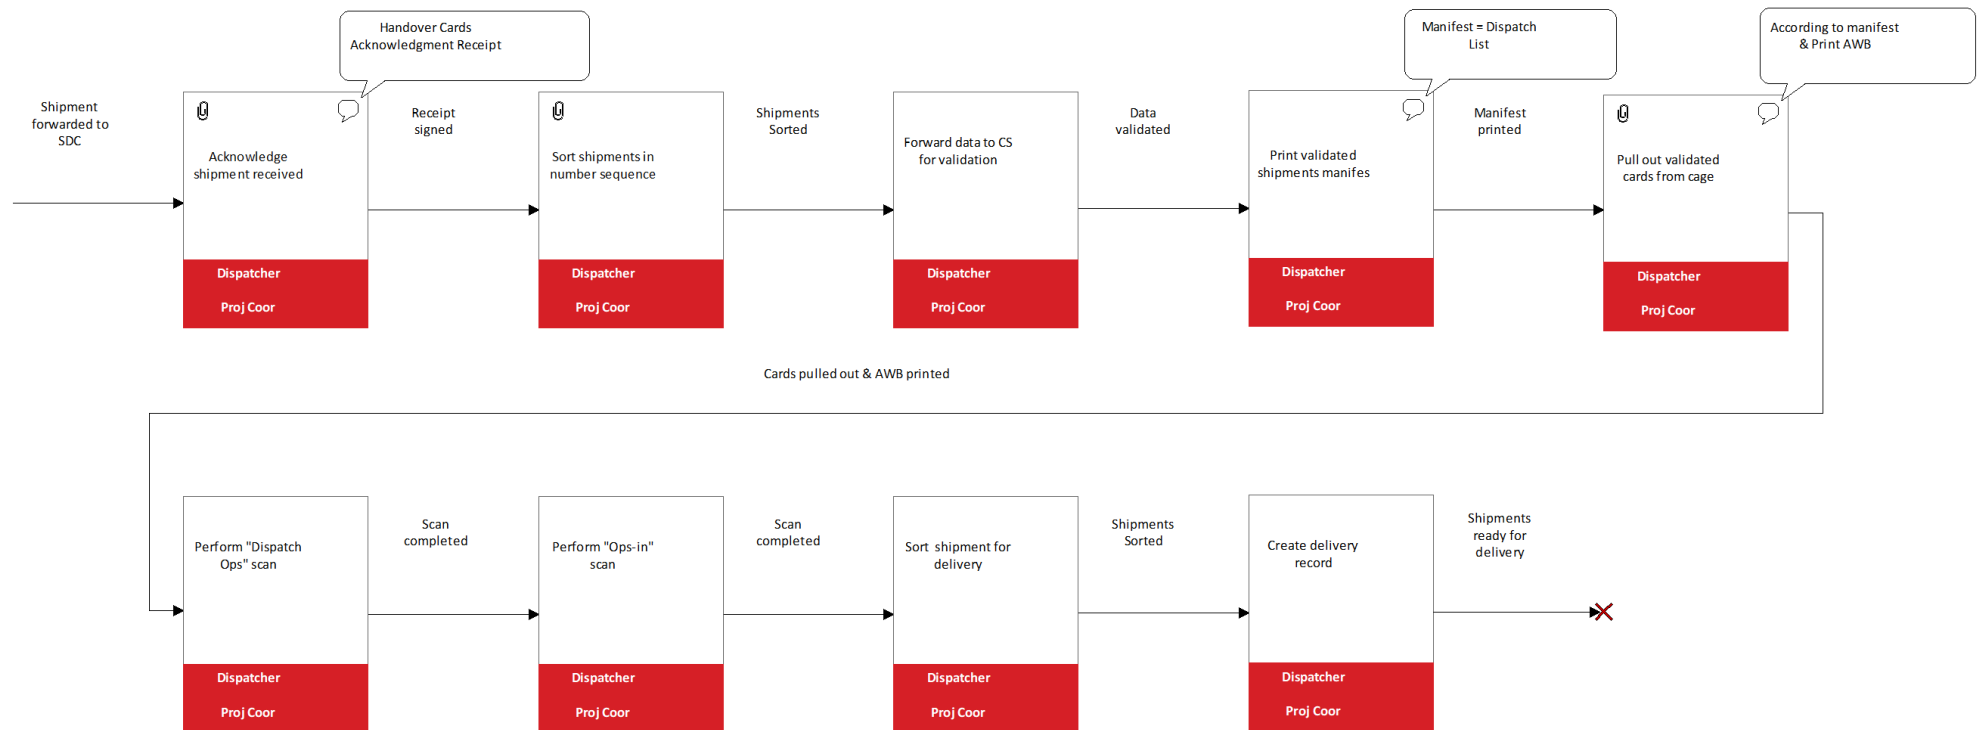 Handover Cards
Acknowledgment Receipt
Manifest = Dispatch
List
According to manifest
& Print AWB
Shipment
forwarded to
SDC
Acknowledge
shipment received
Dispatcher
Proj Coor
Receipt
signed
Sort shipments in
number sequence
Dispatcher
Proj Coor
Shipments
Sorted
Forward data to CS
for validation
Dispatcher
Proj Coor
Data
validated
Print validated
shipments manifes
Dispatcher
Proj Coor
Manifest
printed
Pull out validated
cards from cage
Dispatcher
Proj Coor
Cards pulled out & AWB printed
Perform "Dispatch
Ops" scan
Dispatcher
Proj Coor
Scan
completed
Perform "Ops-in"
scan
Dispatcher
Proj Coor
Scan
completed
Sort shipment for
delivery
Dispatcher
Proj Coor
Shipments
Sorted
Create delivery
record
Dispatcher
Proj Coor
Shipments
ready for
delivery